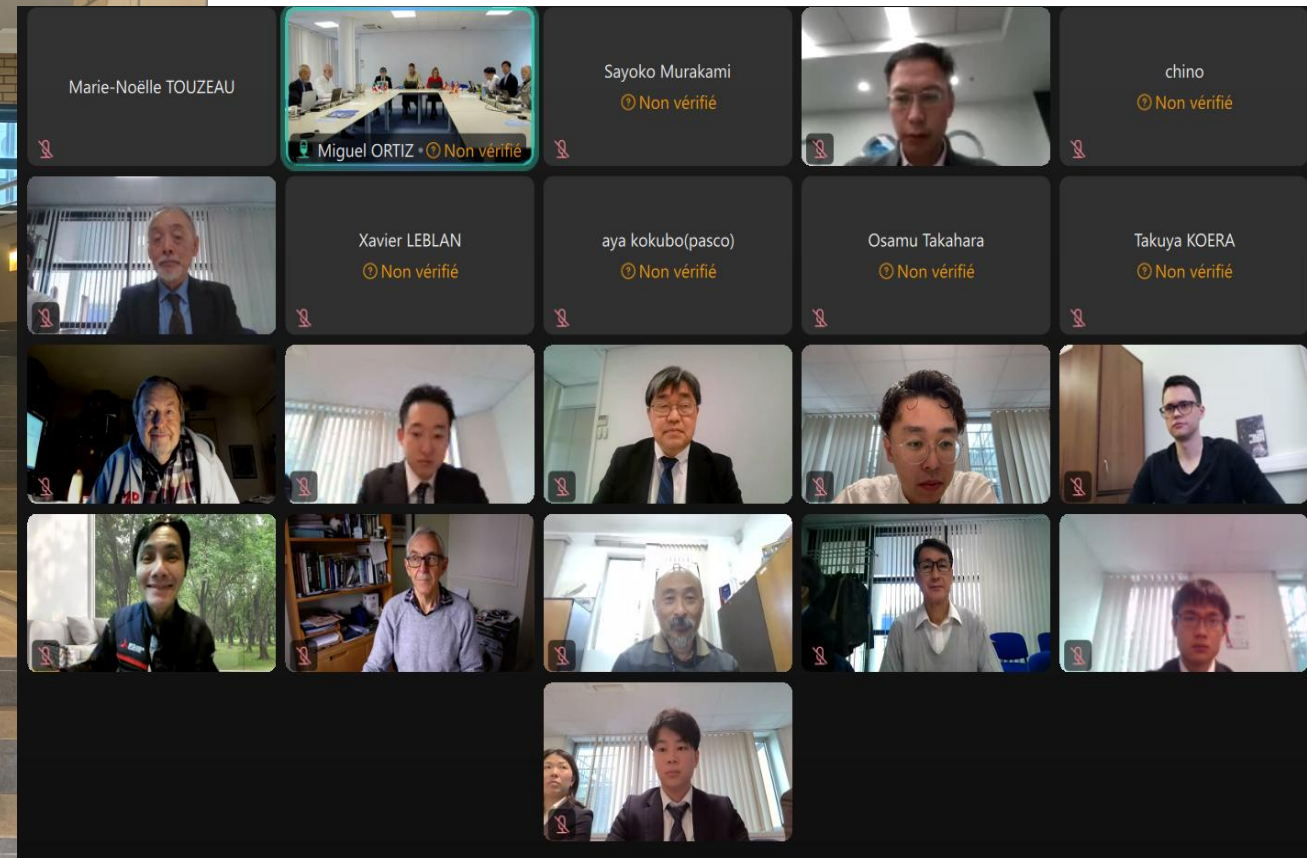 Marie-Noëlle TOUZEAU
Miguel ORTIZ • Non vérifié
Sayoko Murakami
Non vérifié
chino
Non vérifié
Xavier LEBLAN
Non vérifié
aya kokubo(pasco)
Non vérifié
Osamu Takahara
Non vérifié
Takuya KOERA
Non vérifié